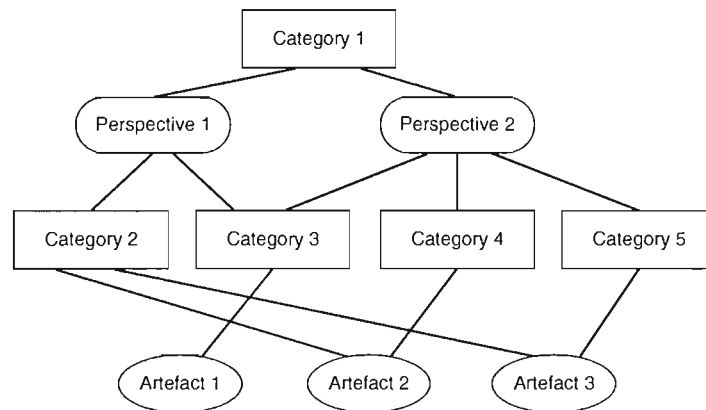 Category 1
Perspective 1
Perspective 2
Category 2
Category 3
Category 4
Category 5
Artefact 1
Artefact 2
Artefact 3